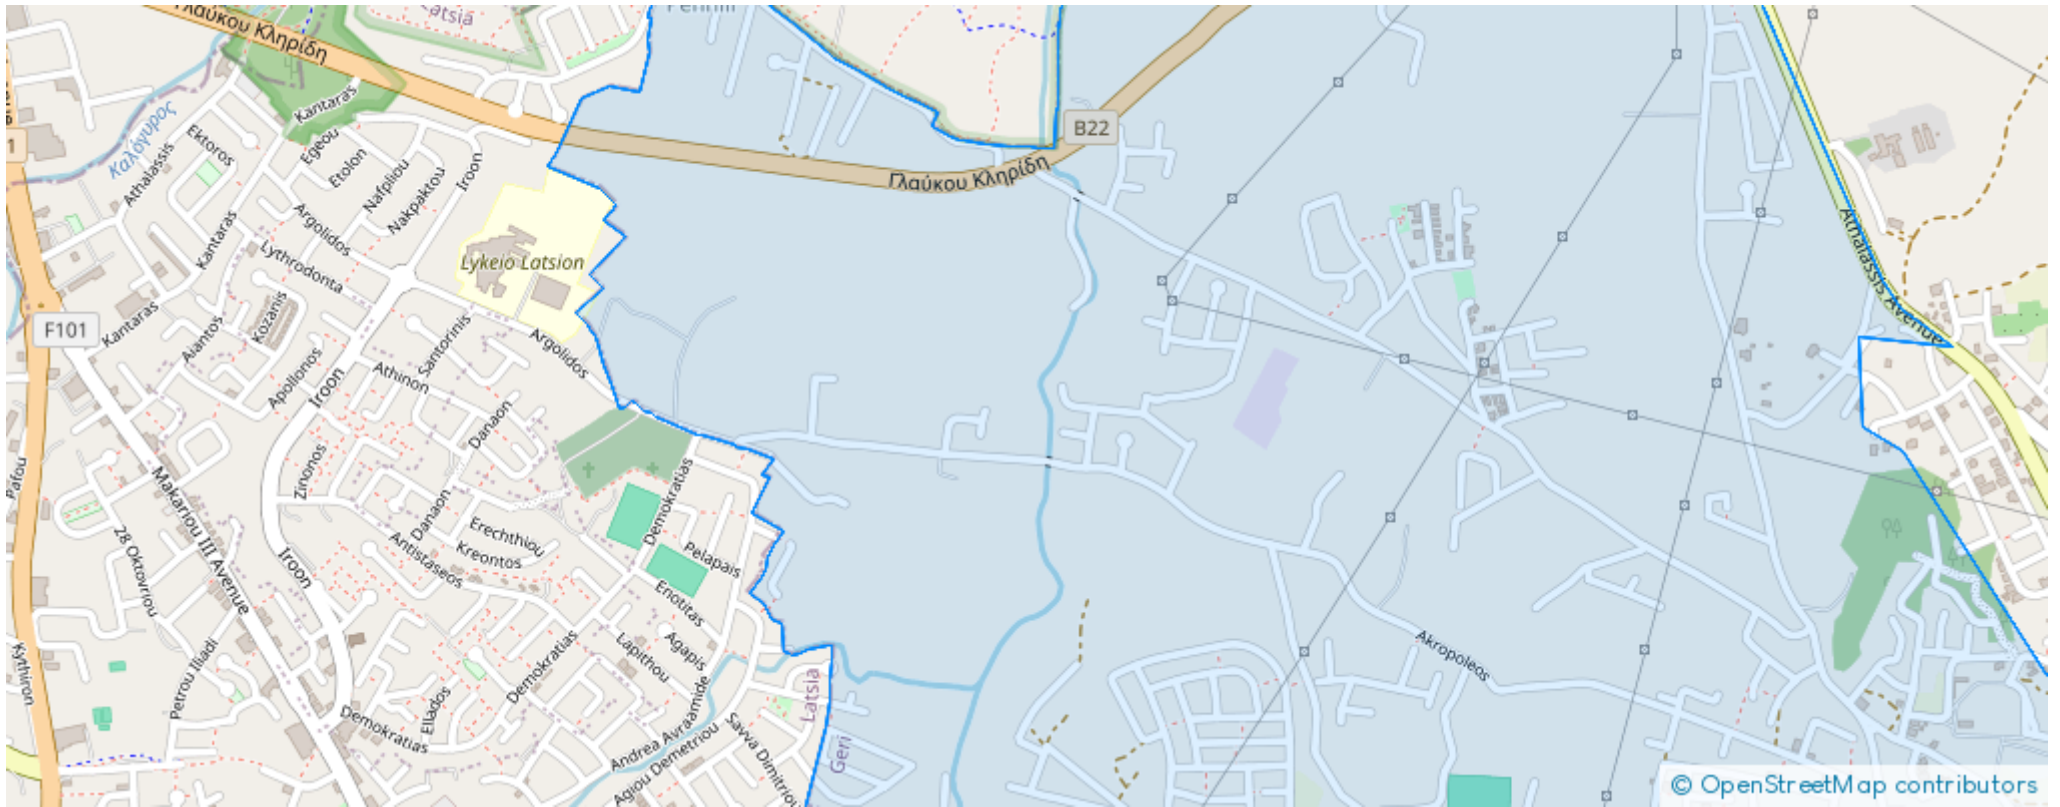 Γλαύκου Κληρίδη
Latsia
B22
Γλαύκου Κληρίδη
Καλόγυρος
Kantaras
Egeou
Ektoros
Athalassis
Etolon
Nafpliou
Nakpaktou
Iroon
Argolidos
Kantaras
Lythrodonta
Lykeio Latsion
Athalassis Avenue
F101
1
Kantaras
Aiantos
Kozanis
Santorinis
Argolidos
Apollonos
Iroon
Athinon
Danaon
Zinonos
Danaon
Demokratias
Pafou
Makariou III Avenue
28 Oktovriou
Iroon
Antistaseos
Erechthiou
Kreontos
Pelapais
Eriotitas
Lapithou
Agapis
Akropoleos
Kythiron
Petrou Iliadi
Ellados
Demokratias
Demokratias
Andrea Avraamide
Agiou Demetriou
Savva Dimitriou
Latsia
Geri
© OpenStreetMap contributors